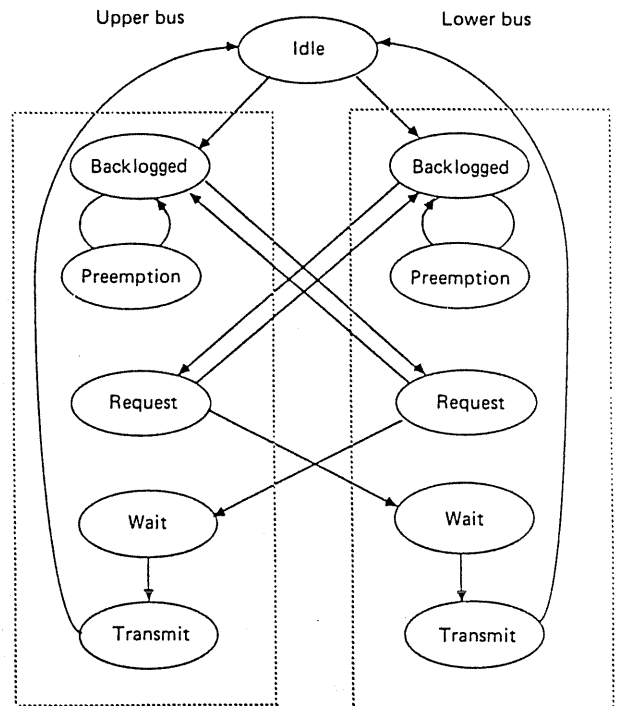 Upper bus
Lower bus
Idle
Backlogged
Backlogged
Preemption
Preemption
Request
Request
Wait
Wait
Transmit
Transmit